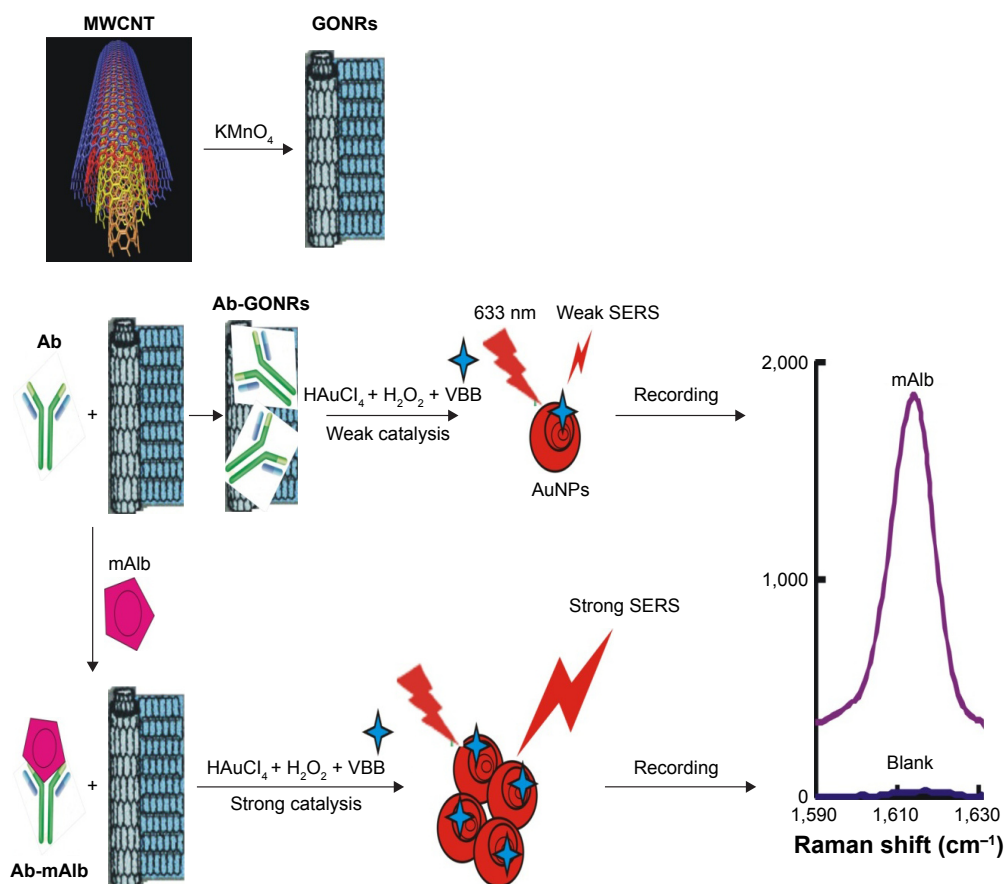 MWCNT
GONRs
KMnO₄
Ab-GONRs
Ab
+
HAuCl₄ + H₂O₂ + VBB
Weak catalysis
633 nm
Weak SERS
AuNPs
Recording
mAlb
Ab-mAlb
+
HAuCl₄ + H₂O₂ + VBB
Strong catalysis
Strong SERS
Recording
2,000
1,000
0
mAlb
Blank
1,590
1,610
1,630
Raman shift (cm⁻¹)